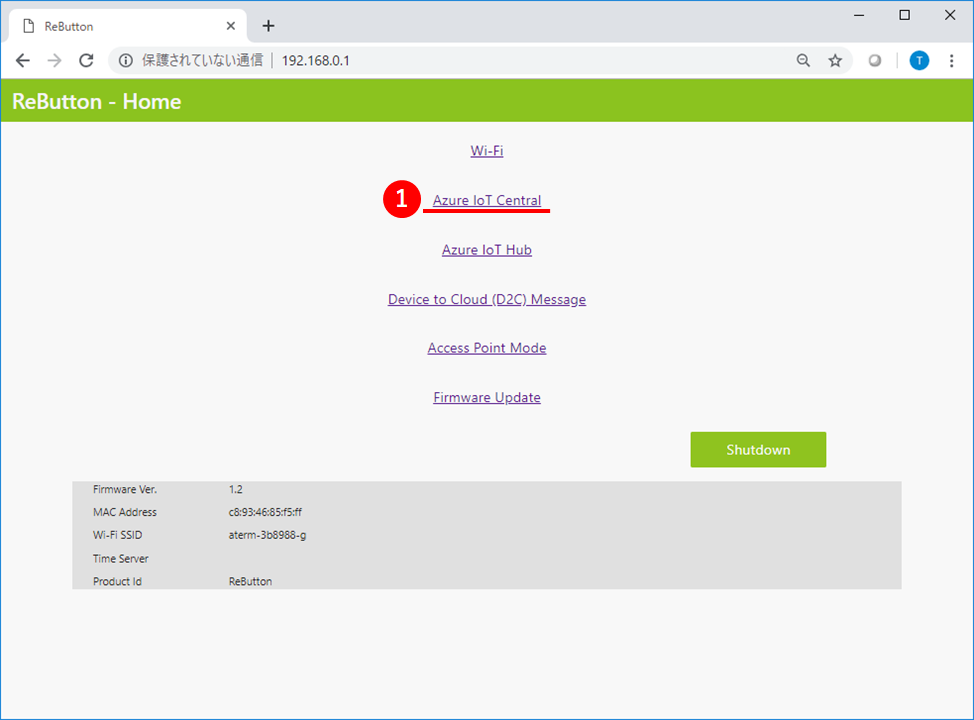 ReButton
保護されていない通信 192.168.0.1
T
ReButton - Home
Wi-Fi
1 Azure IoT Central
Azure IoT Hub
Device to Cloud (D2C) Message
Access Point Mode
Firmware Update
Shutdown
Firmware Ver. 1.2
MAC Address c8:93:46:85:f5:ff
Wi-Fi SSID aterm-3b8988-g
Time Server
Product Id ReButton